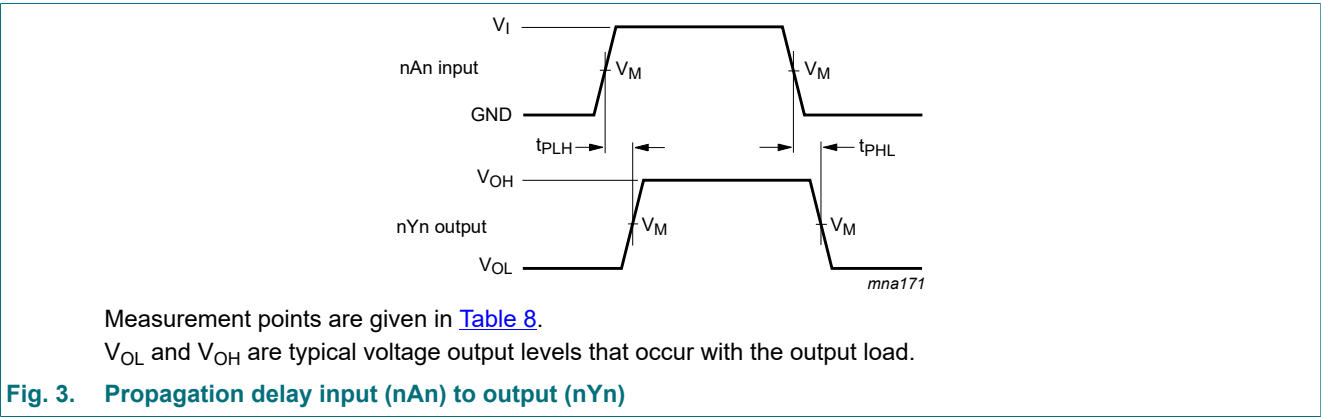 VI
nAn input
VM
VM
GND
tPLH
tPHL
VOH
nYn output
VM
VM
VOL
mna171
Measurement points are given in Table 8.
VOL and VOH are typical voltage output levels that occur with the output load.
Fig. 3. Propagation delay input (nAn) to output (nYn)